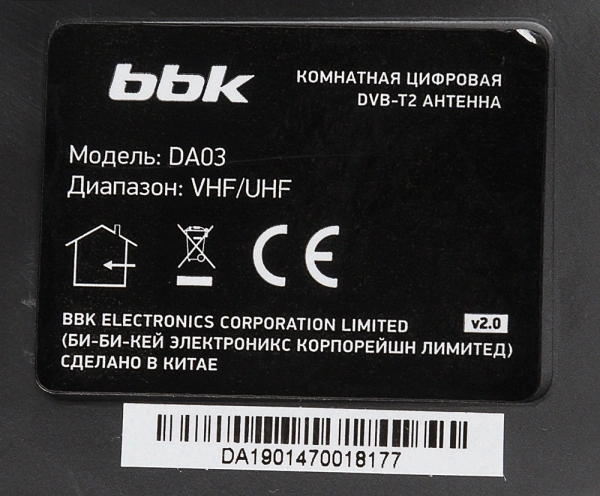 bbk
КОМНАТНАЯ ЦИФРОВАЯ
DVB-T2 АНТЕННА
Модель: DA03
Диапазон: VHF/UHF
CE
BBK ELECTRONICS CORPORATION LIMITED
v2.0
(БИ-БИ-КЕЙ ЭЛЕКТРОНИКС КОРПОРЕЙШН ЛИМИТЕД)
СДЕЛАНО В КИТАЕ
DA1901470018177